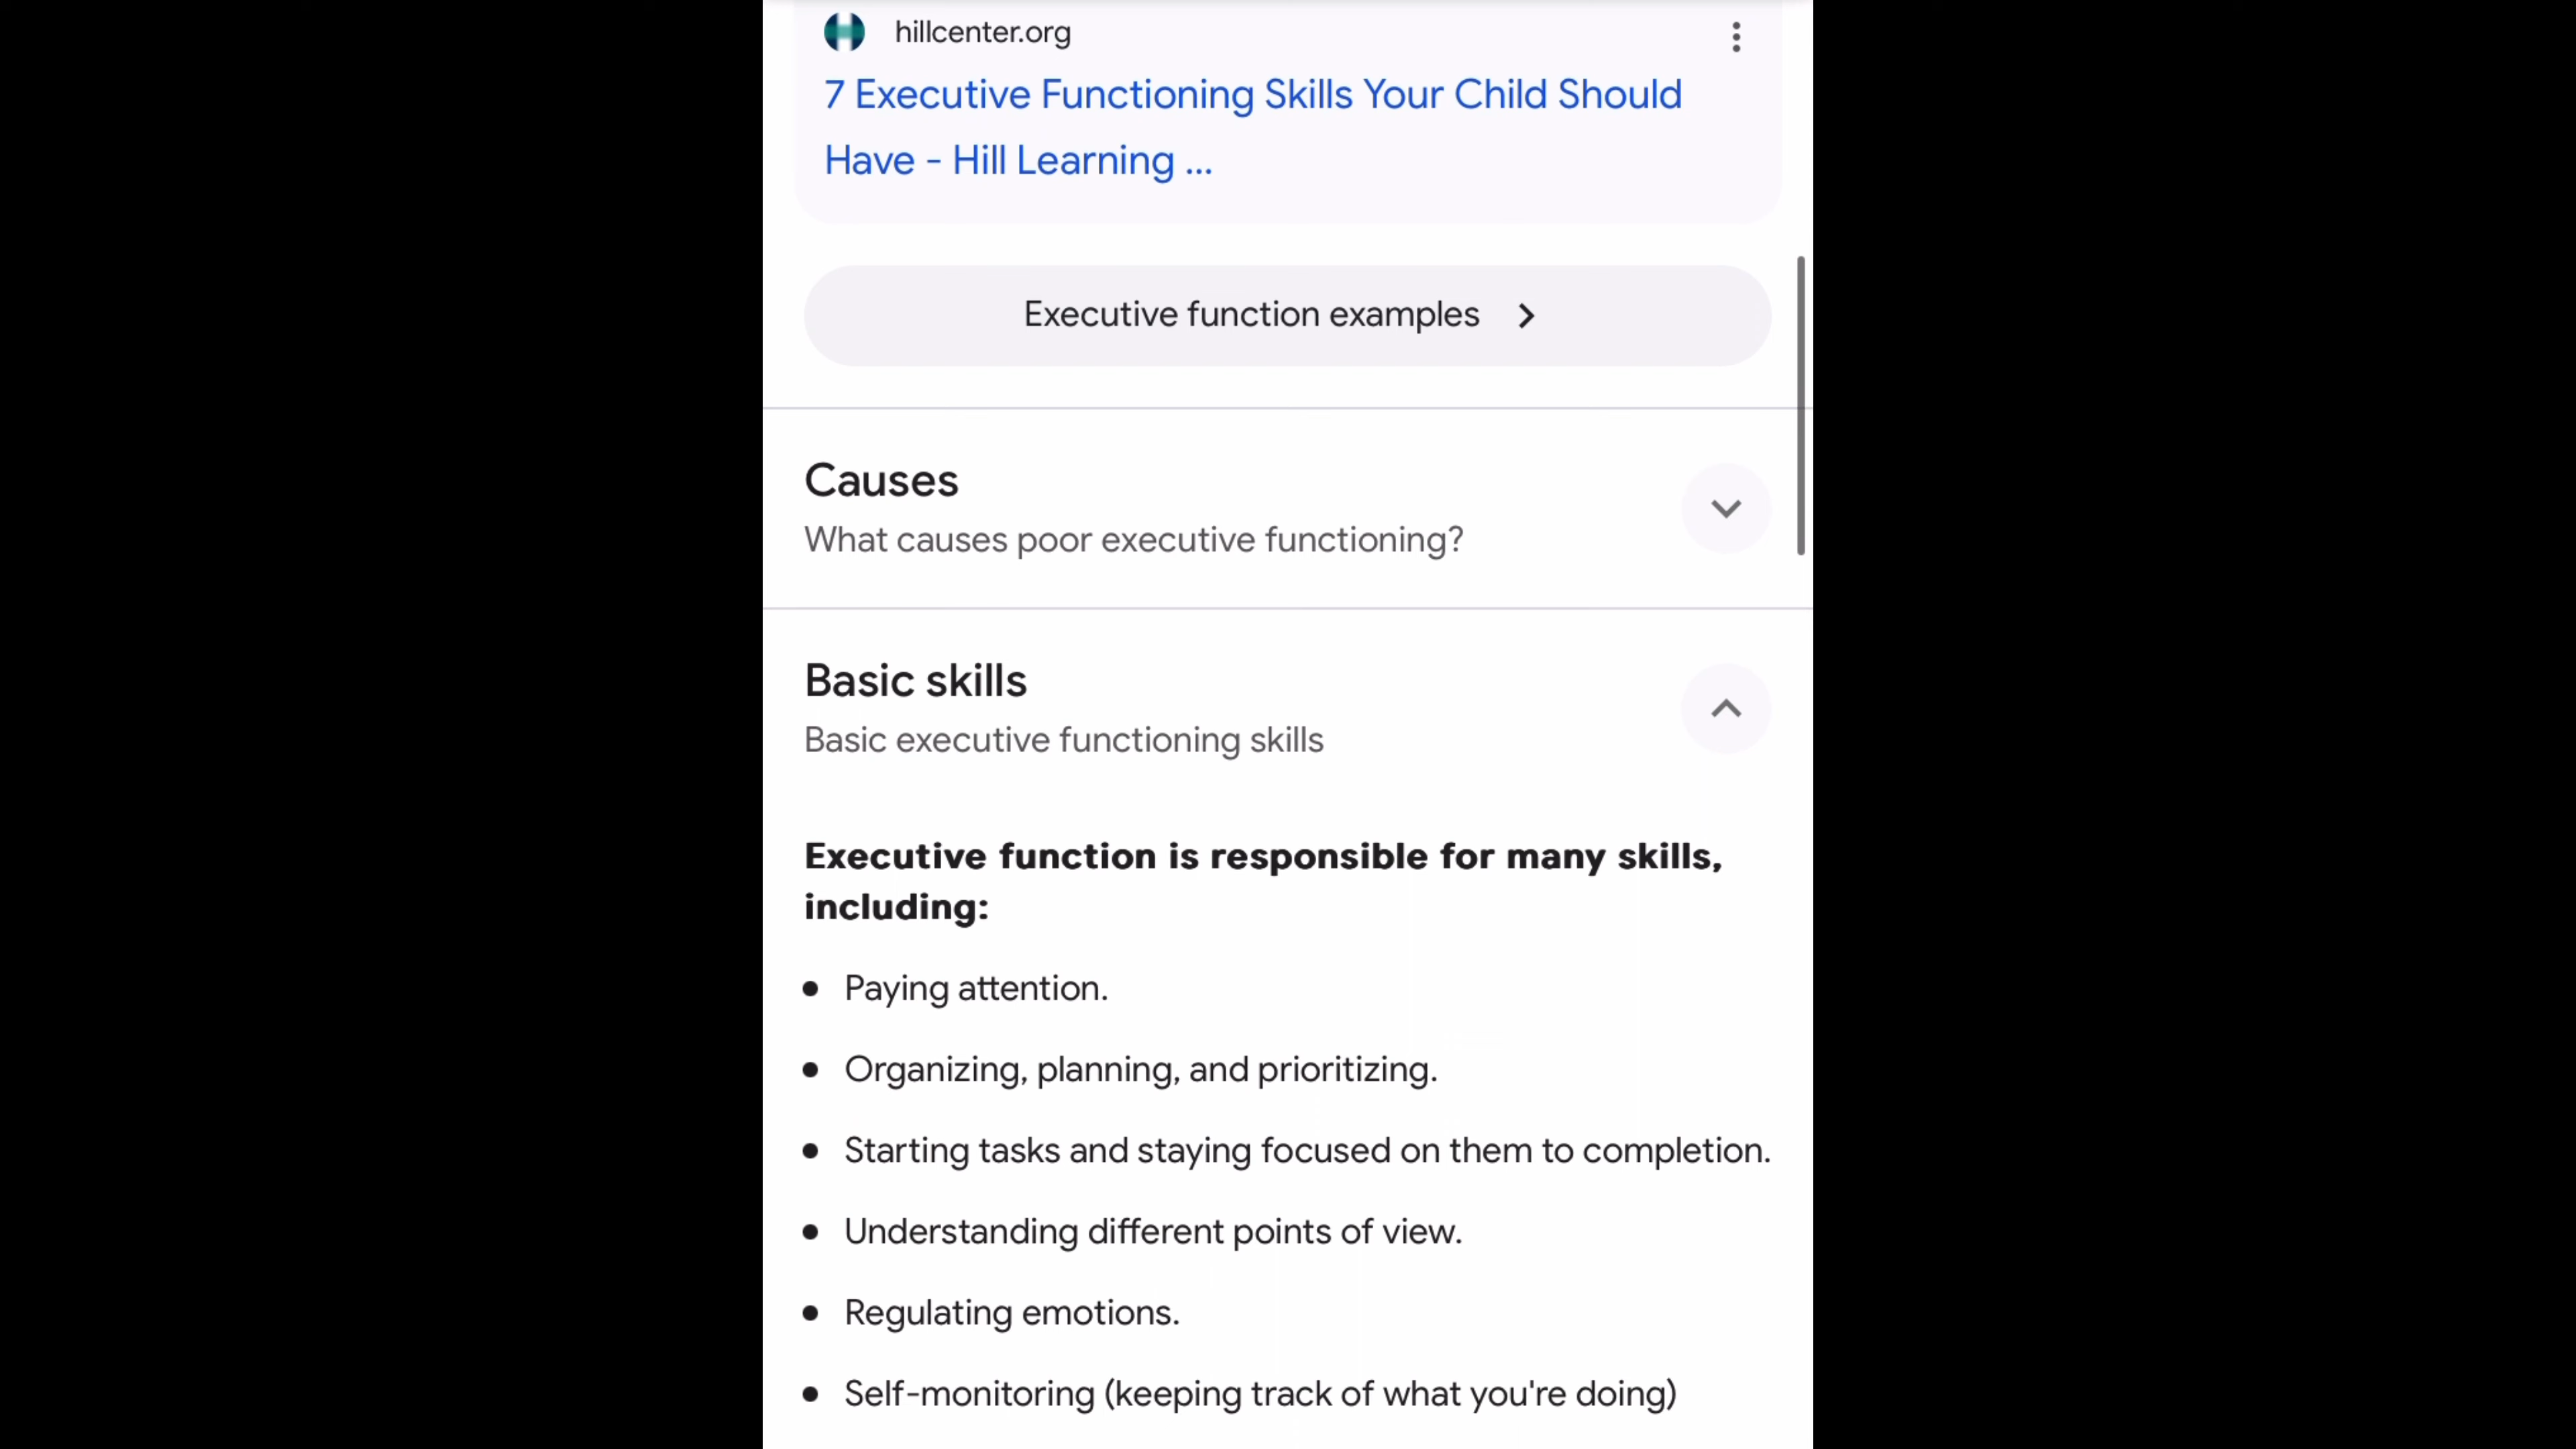 hillcenter.org
7 Executive Functioning Skills Your Child Should
Have - Hill Learning ...
Executive function examples
Causes
What causes poor executive functioning?
Basic skills
Basic executive functioning skills
Executive function is responsible for many skills,
including:
• Paying attention.
• Organizing, planning, and prioritizing.
• Starting tasks and staying focused on them to completion.
• Understanding different points of view.
• Regulating emotions.
• Self-monitoring (keeping track of what you're doing)